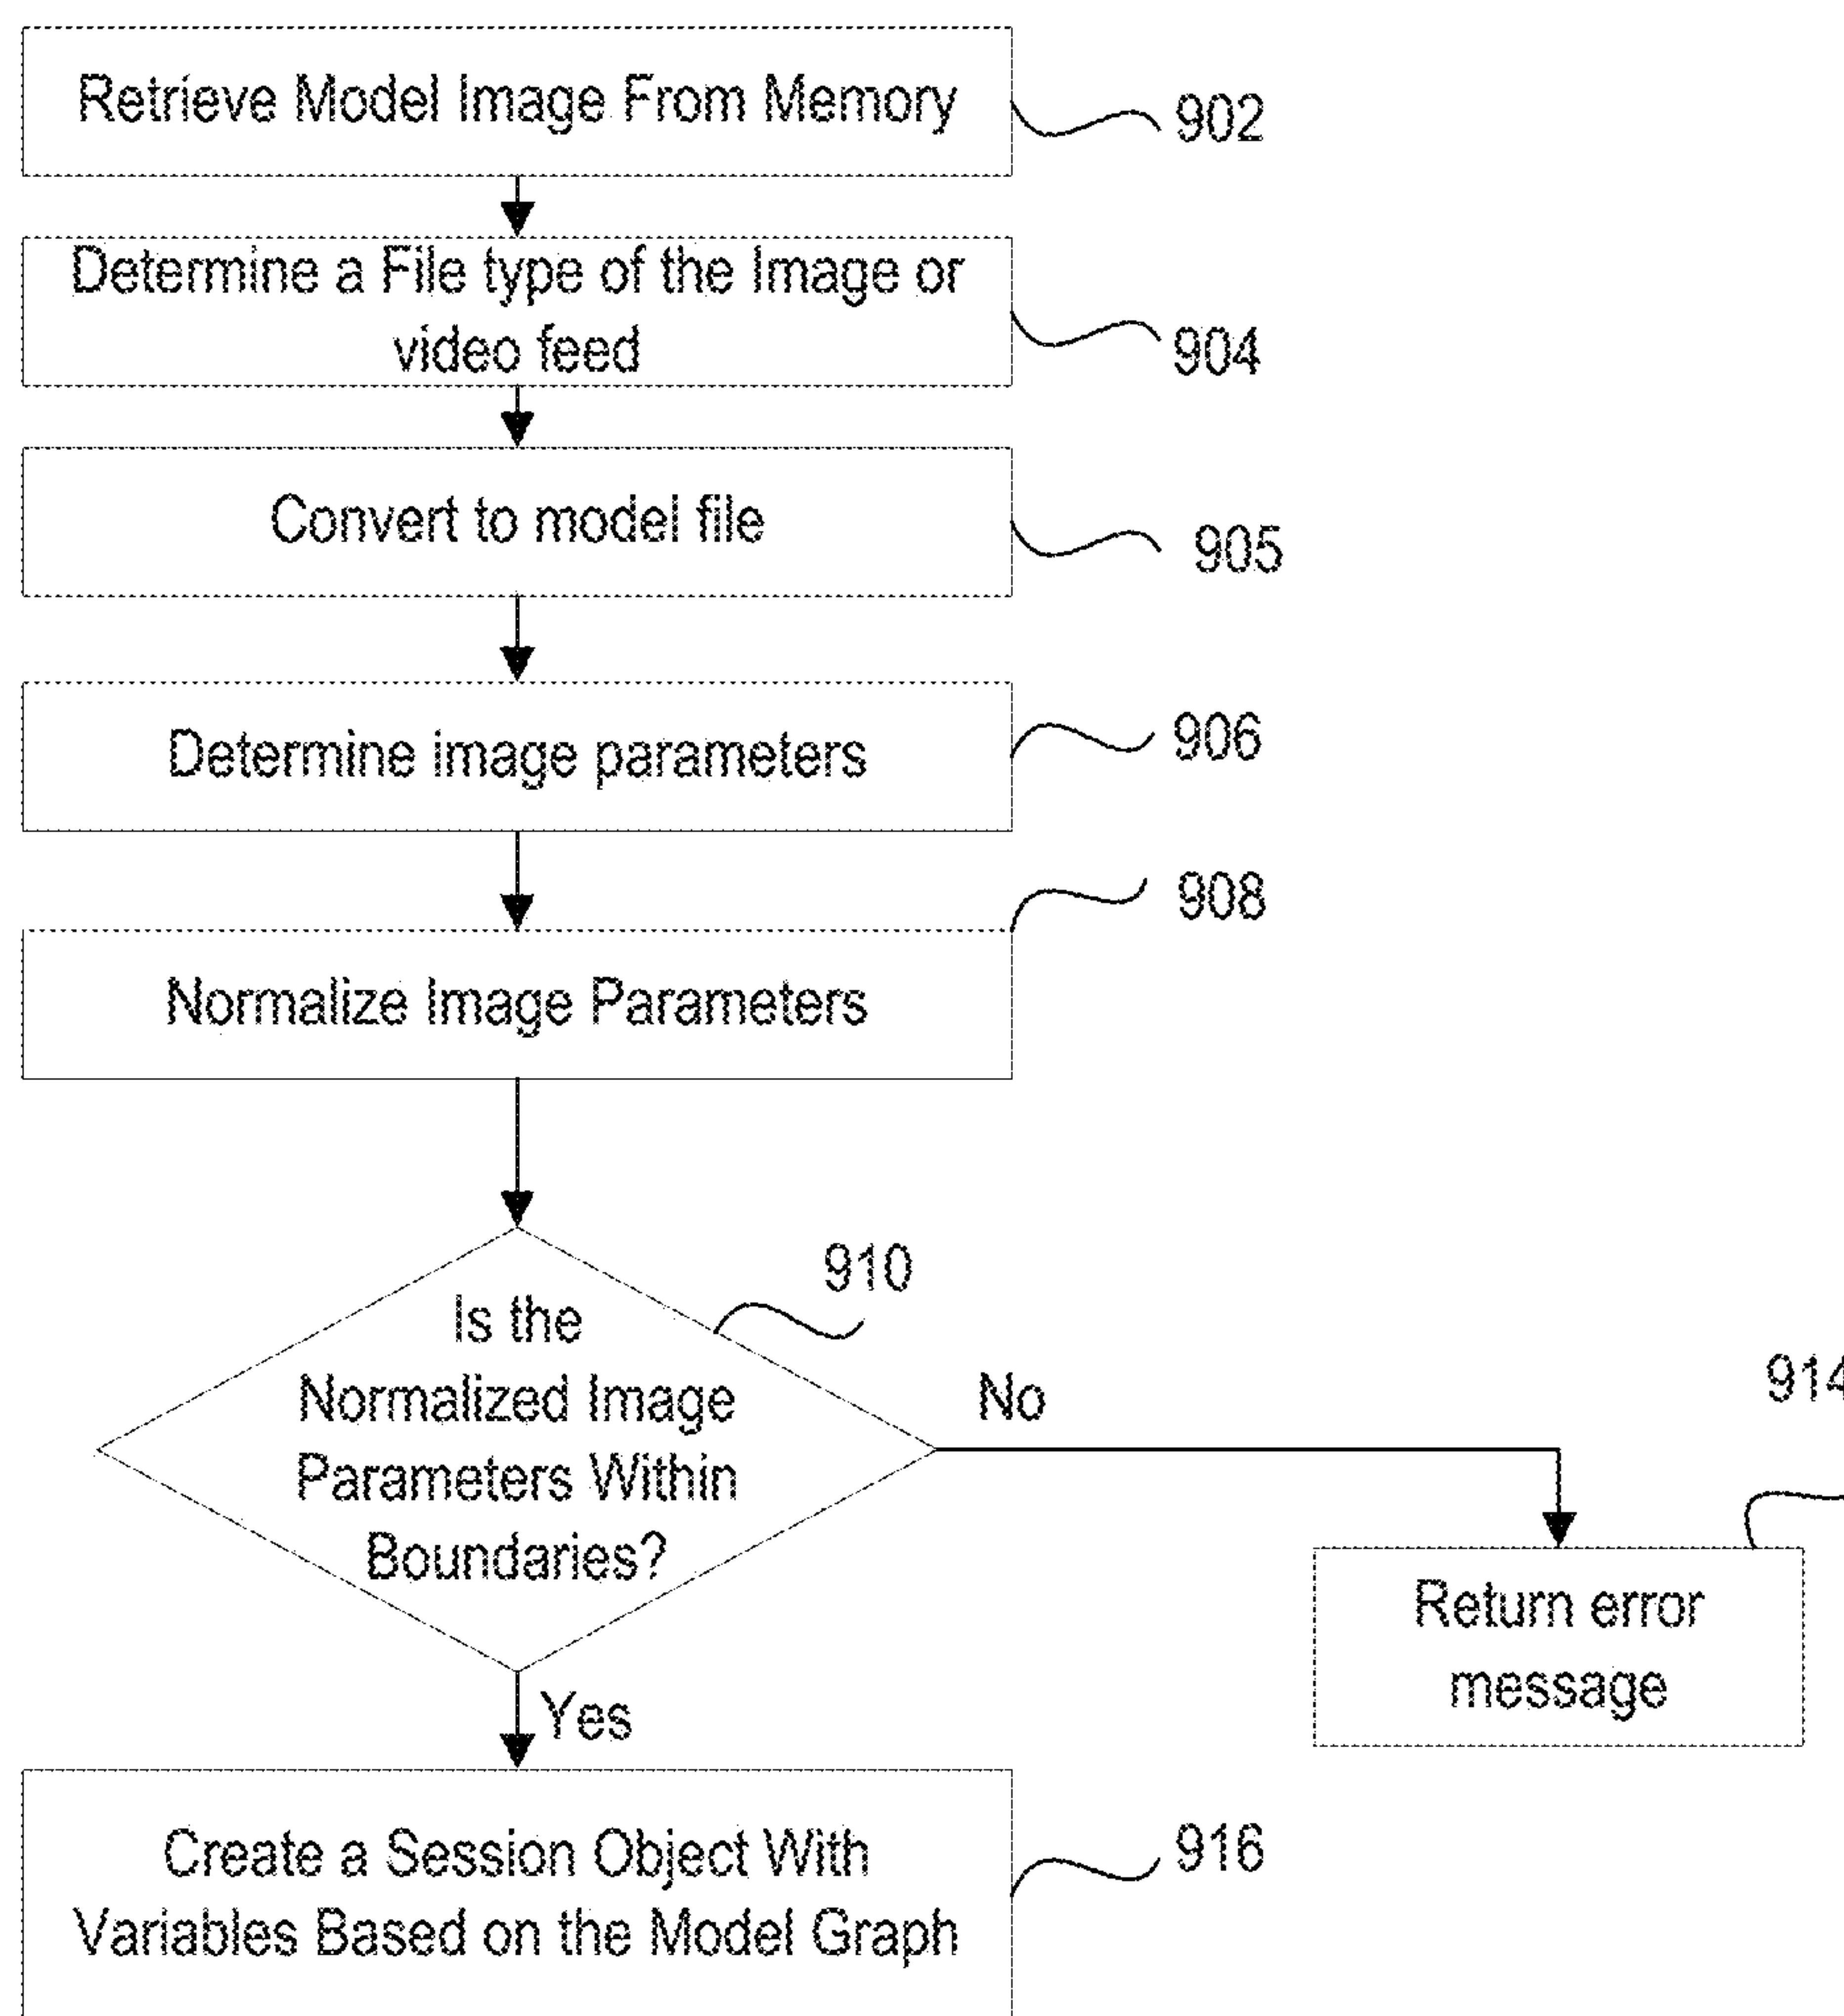 Retrieve Model Image From Memory
902
Determine a File type of the Image or
video feed
904
Convert to model file
905
Determine image parameters
906
908
Normalize Image Parameters
910
Is the
Normalized Image
Parameters Within
Boundaries?
No
914
Return error
message
Yes
Create a Session Object With
Variables Based on the Model Graph
916